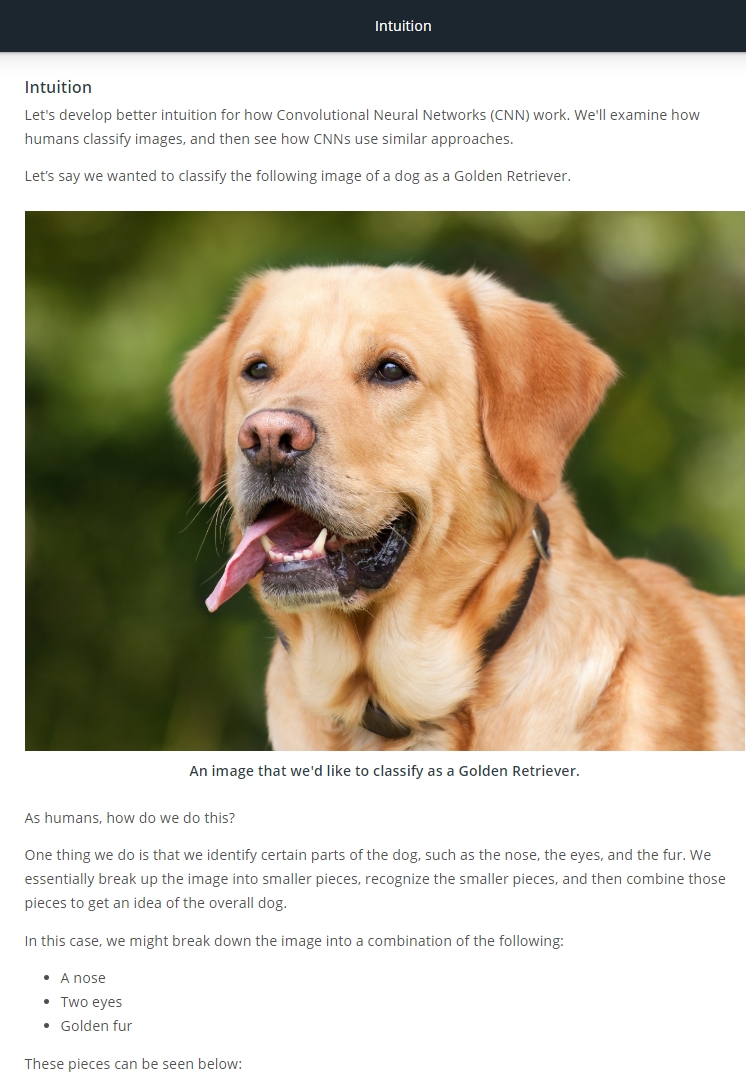 Intuition
Intuition
Let's develop better intuition for how Convolutional Neural Networks (CNN) work. We'll examine how
humans classify images, and then see how CNNs use similar approaches.
Let’s say we wanted to classify the following image of a dog as a Golden Retriever.
An image that we'd like to classify as a Golden Retriever.
As humans, how do we do this?
One thing we do is that we identify certain parts of the dog, such as the nose, the eyes, and the fur. We
essentially break up the image into smaller pieces, recognize the smaller pieces, and then combine those
pieces to get an idea of the overall dog.
In this case, we might break down the image into a combination of the following:
• A nose
• Two eyes
• Golden fur
These pieces can be seen below: